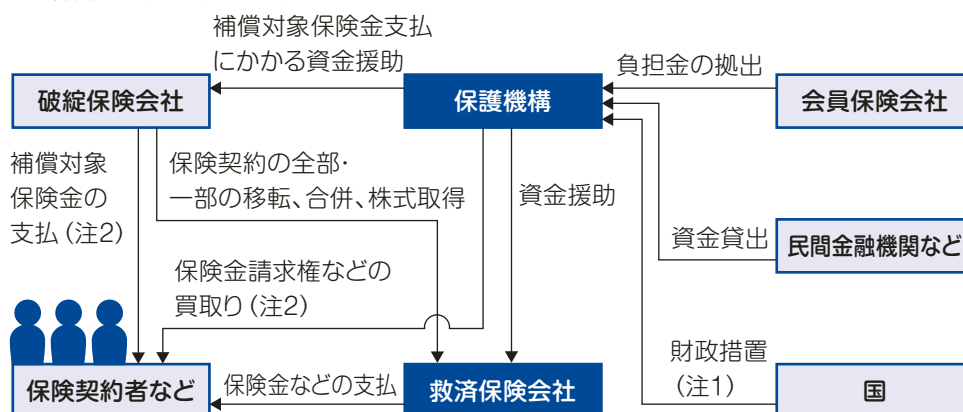 補償対象保険金支払
にかかる資金援助
負担金の拠出
破綻保険会社
保護機構
会員保険会社
補償対象
保険金の
支払（注2）
保険契約の全部・
一部の移転、合併、株式取得
資金援助
資金貸出
民間金融機関など
保険金請求権などの
買取り（注2）
財政措置
（注1）
保険契約者など
保険金などの支払
救済保険会社
国